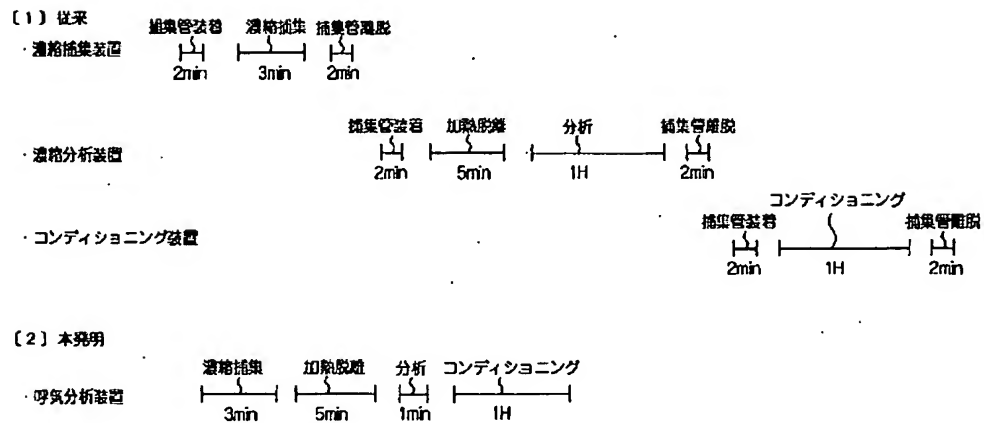 〔1〕従来
捕集管装着 濃縮捕集 捕集管離脱
・濃縮捕集装置
2min 3min 2min
捕集管装着 加熱脱離 分析 捕集管離脱
・濃縮分析装置
2min 5min 1H 2min
コンディショニング
捕集管装着 捕集管離脱
・コンディショニング装置
2min 1H 2min
〔2〕本発明
濃縮捕集 加熱脱離 分析 コンディショニング
・呼気分析装置
3min 5min 1min 1H